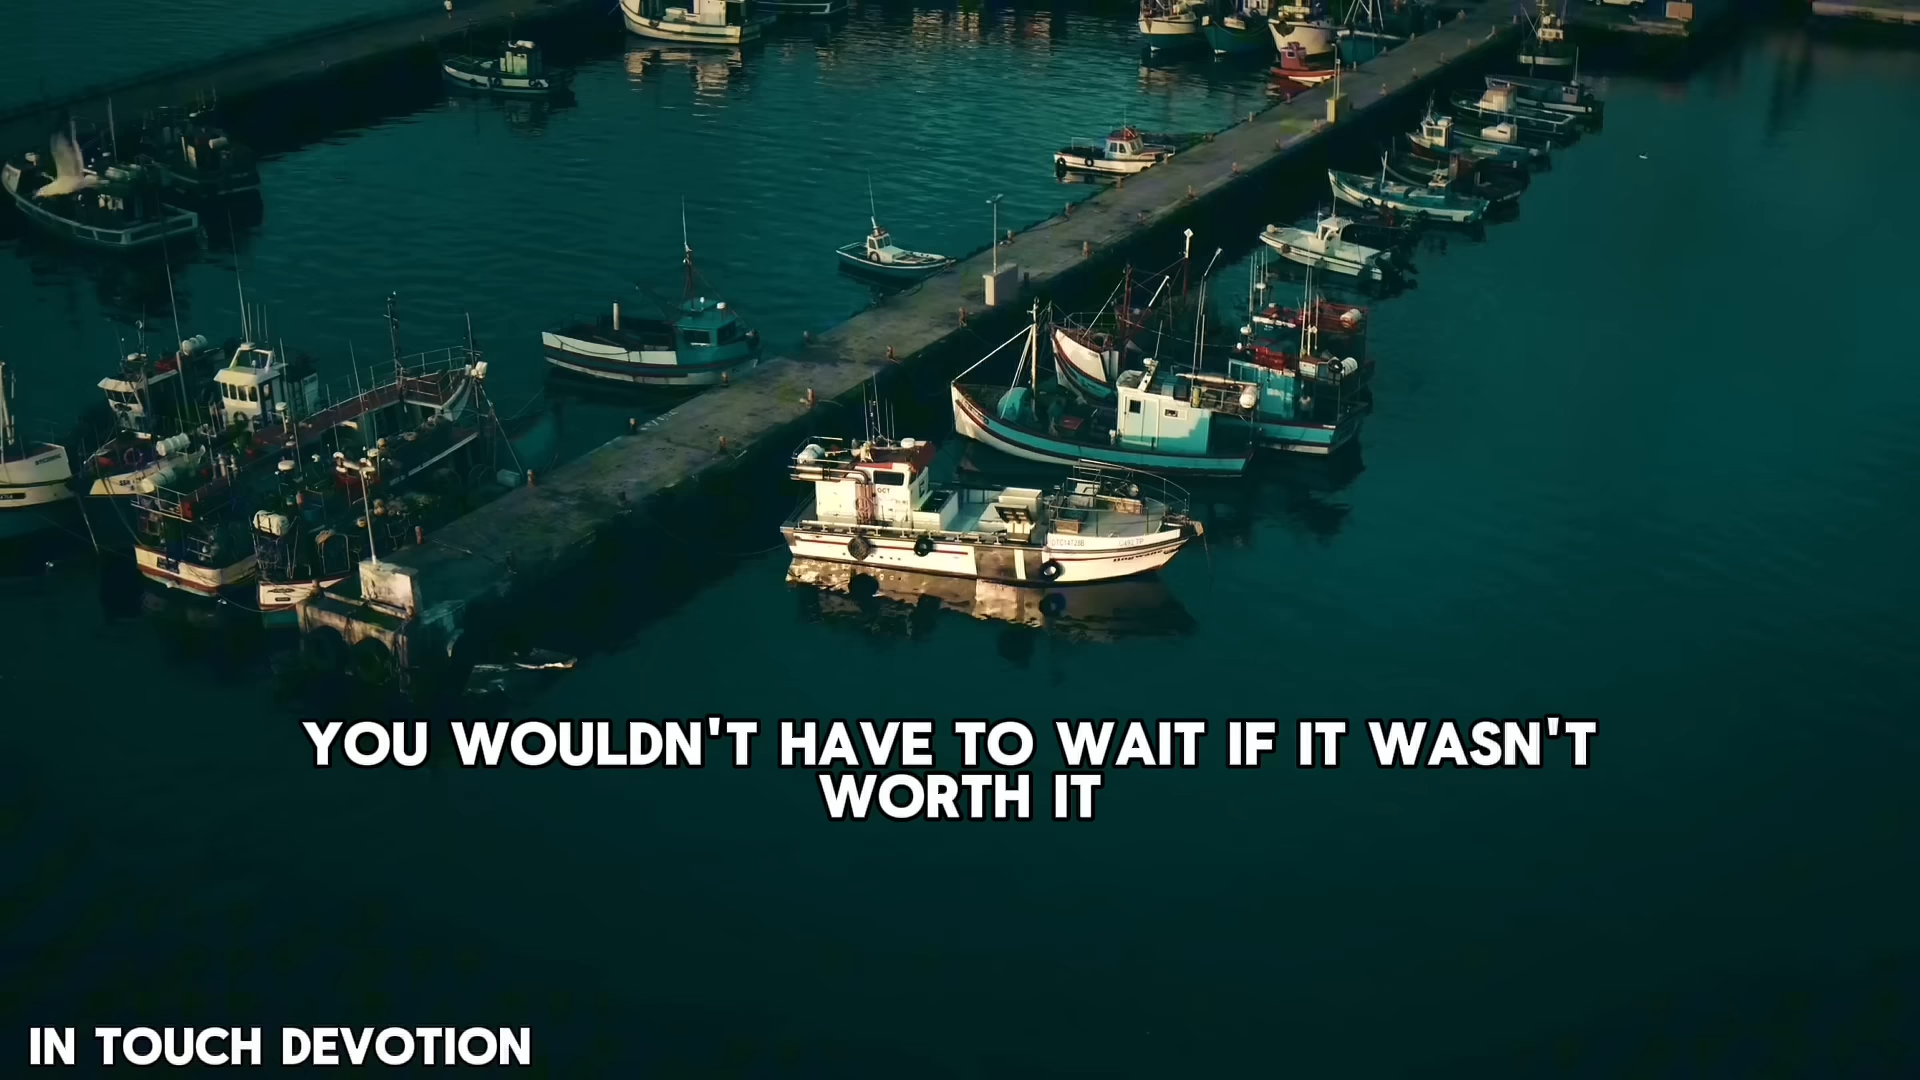 YOU WOULDN'T HAVE TO WAIT IF IT WASN'T
WORTH IT
IN TOUCH DEVOTION